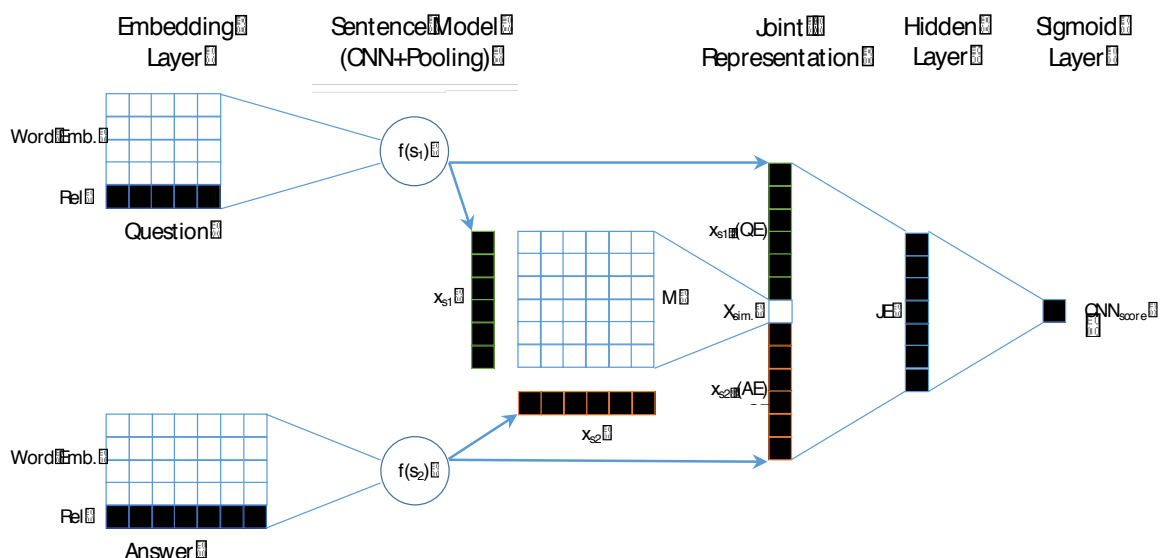 Embedding
Layer
Sentence Model
(CNN+Pooling)
Joint
Representation
Hidden
Layer
Sigmoid
Layer
Word Emb.
f(s1)
Rel
Question
xs1 (QE)
xs1
M
Xsim.
JE
CNNscore
xs2 (AE)
xs2
Word Emb.
f(s2)
Rel
Answer